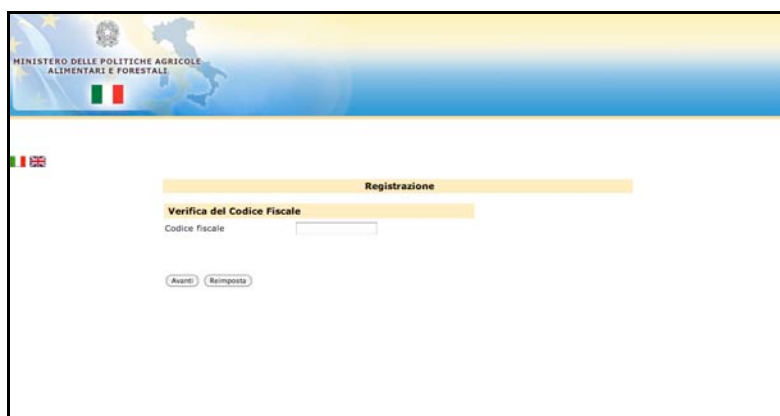 MINISTERO DELLE POLITICHE AGRICOLE
ALIMENTARI E FORESTALI
Registrazione
Verifica del Codice Fiscale
Codice fiscale
Avanti Reimposta